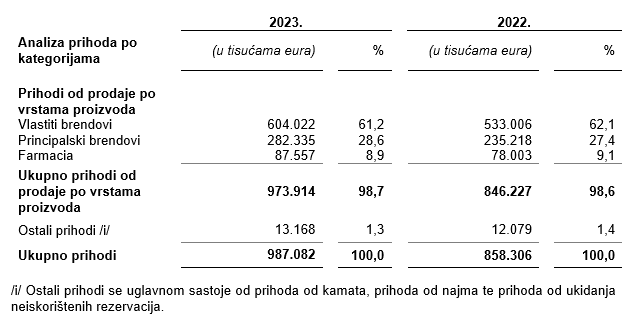 2023. 2022.
Analiza prihoda po
kategorijama (u tisućama eura) % (u tisućama eura) %
Prihodi od prodaje po
vrstama proizvoda
Vlastiti brendovi 604.022 61,2 533.006 62,1
Principalski brendovi 282.335 28,6 235.218 27,4
Farmacia 87.557 8,9 78.003 9,1
Ukupno prihodi od
prodaje po vrstama 973.914 98,7 846.227 98,6
proizvoda
Ostali prihodi /i/ 13.168 1,3 12.079 1,4
Ukupno prihodi 987.082 100,0 858.306 100,0
/i/ Ostali prihodi se uglavnom sastoje od prihoda od kamata, prihoda od najma te prihoda od ukidanja
neiskorištenih rezervacija.